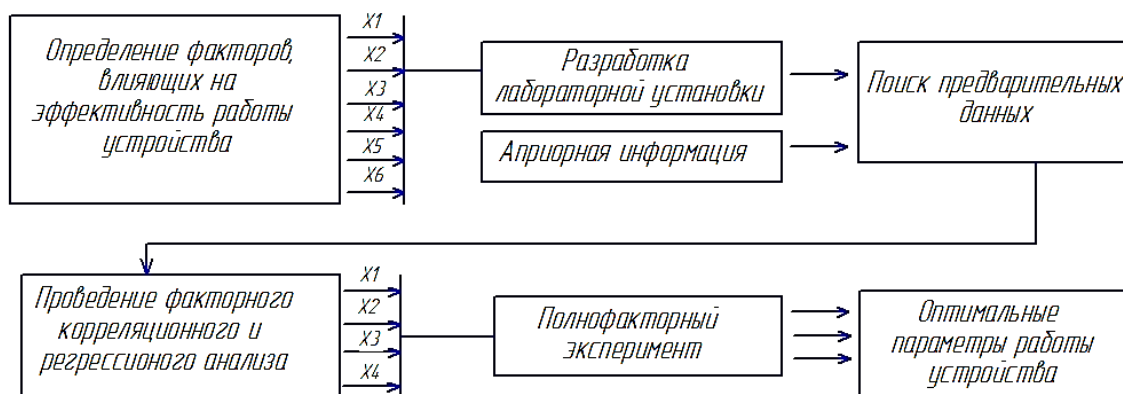 Определение факторов,
влияющих на
эффективность работы
устройства
X1
X2
X3
X4
X5
X6
Разработка
лабораторной установки
Априорная информация
Поиск предварительных
данных
Проведение факторного
корреляционного и
регрессионого анализа
X1
X2
X3
X4
Полнофакторный
эксперимент
Оптимальные
параметры работы
устройства